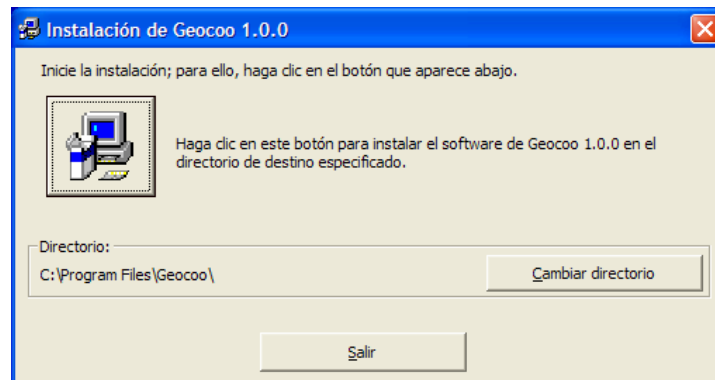 Instalación de Geocoo 1.0.0
Inicie la instalación; para ello, haga clic en el botón que aparece abajo.
Haga clic en este botón para instalar el software de Geocoo 1.0.0 en el
directorio de destino especificado.
Directorio:
C:\Program Files\Geocoo\
Cambiar directorio
Salir